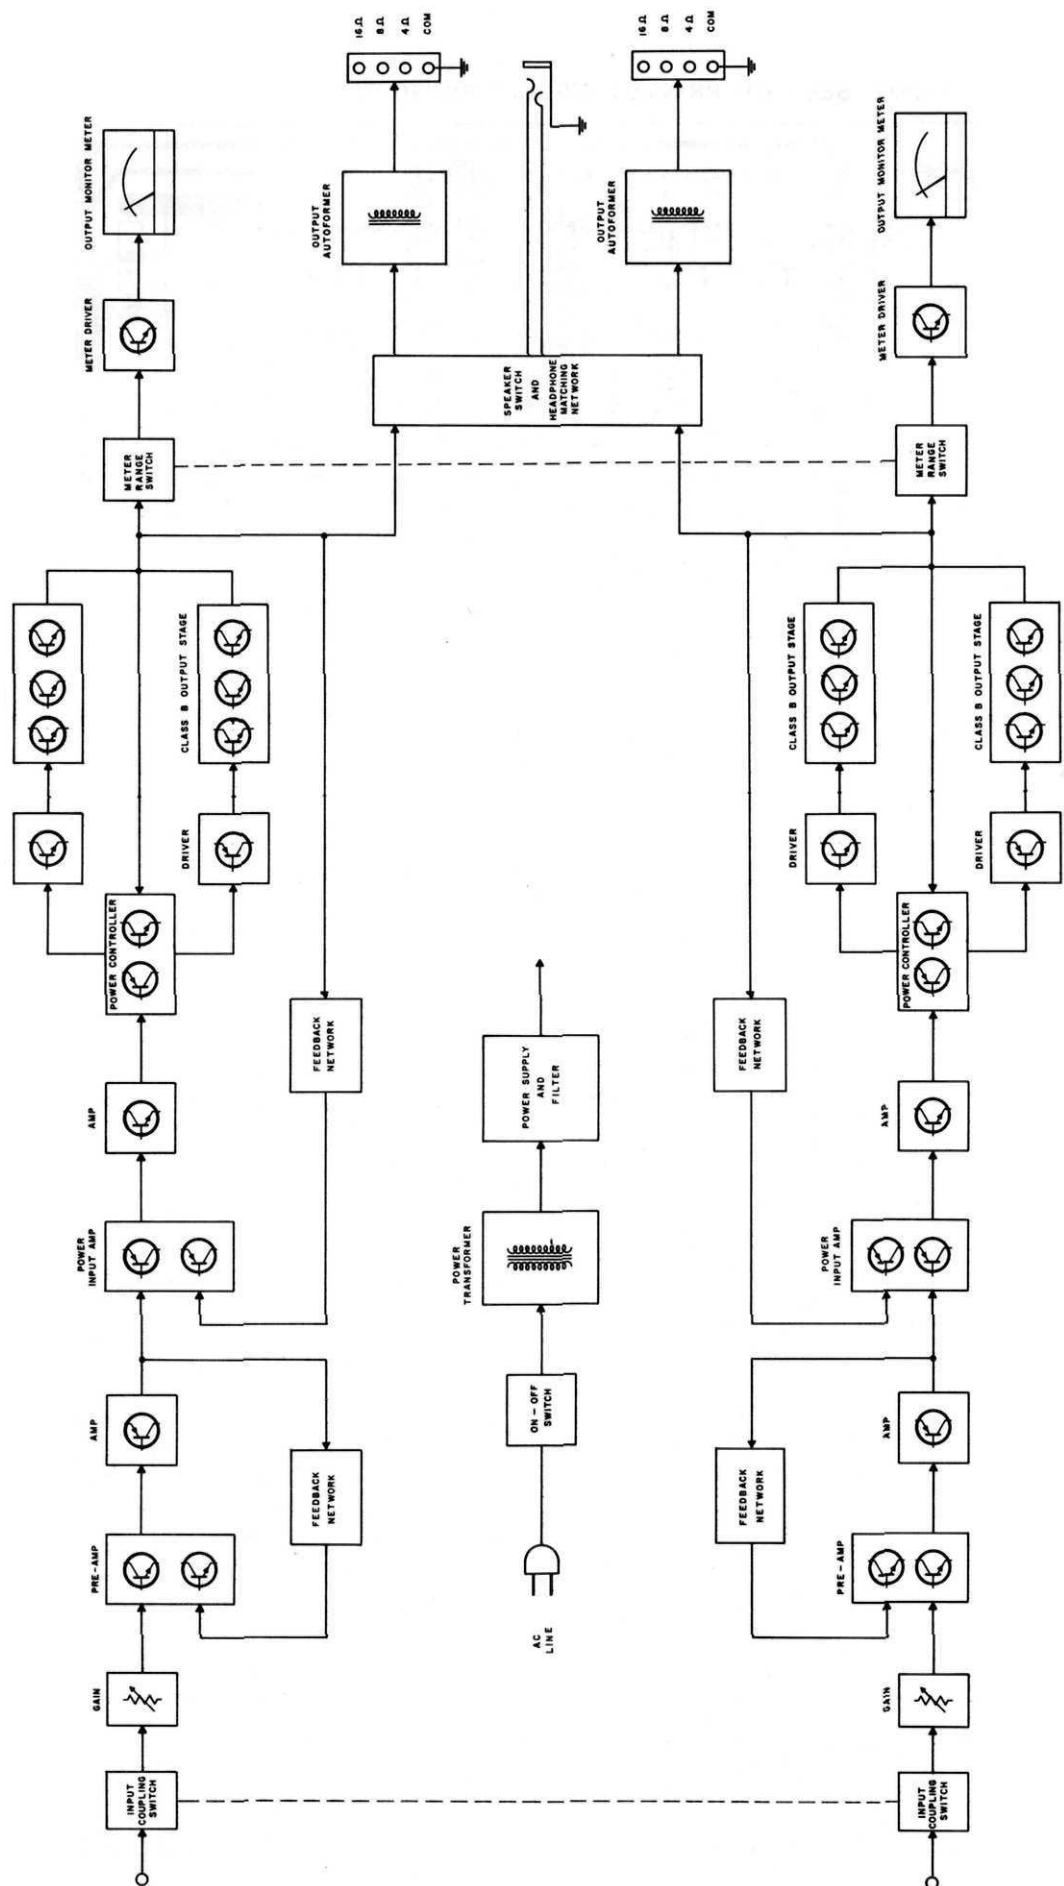 16Ω
8Ω
4Ω
COM
16Ω
8Ω
4Ω
COM
OUTPUT MONITOR METER
OUTPUT
AUTOFORMER
OUTPUT
AUTOFORMER
OUTPUT MONITOR METER
METER DRIVER
SPEAKER
SWITCH
AND
HEADPHONE
MATCHING
NETWORK
METER DRIVER
METER
RANGE
SWITCH
METER
RANGE
SWITCH
CLASS B OUTPUT STAGE
CLASS B OUTPUT STAGE
CLASS B OUTPUT STAGE
DRIVER
DRIVER
DRIVER
POWER CONTROLLER
POWER CONTROLLER
FEEDBACK
NETWORK
POWER SUPPLY
AND
FILTER
FEEDBACK
NETWORK
AMP
AMP
POWER
INPUT AMP
POWER
TRANSFORMER
POWER
INPUT AMP
AMP
ON-OFF
SWITCH
AMP
FEEDBACK
NETWORK
FEEDBACK
NETWORK
PRE-AMP
PRE-AMP
AC
LINE
GAIN
GAIN
INPUT
COUPLING
SWITCH
INPUT
COUPLING
SWITCH